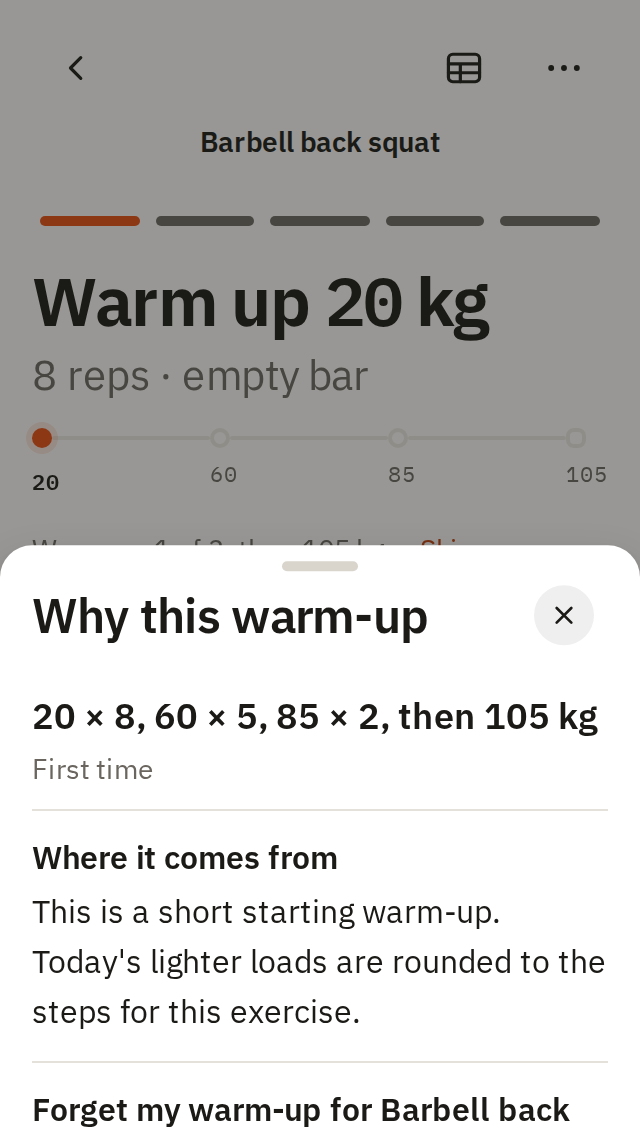 Barbell back squat
Warm up 20 kg
8 reps · empty bar
20 60 85 105
Why this warm-up
20 × 8, 60 × 5, 85 × 2, then 105 kg
First time
Where it comes from
This is a short starting warm-up.
Today's lighter loads are rounded to the
steps for this exercise.
Forget my warm-up for Barbell back